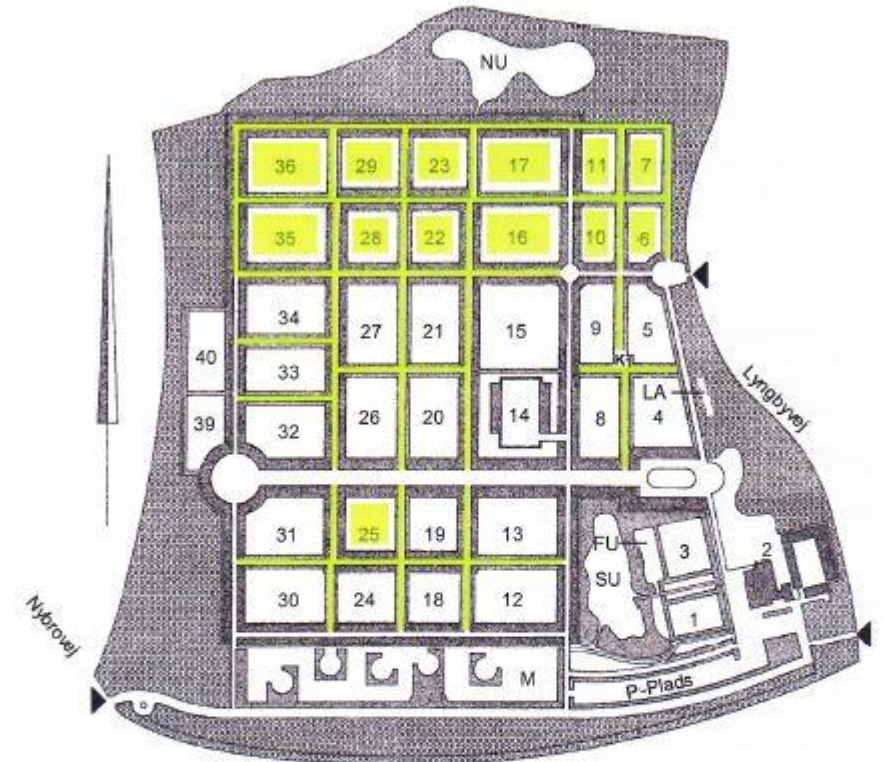 NU
36 29 23 17 11 7
35 28 22 16 10 6
34 27 21 15 9 5
40 33 KT
LA
39 32 26 20 14 8 4
Lyngbyvej
31 25 19 13 FU 3 2
SU
30 24 18 12 1
Nybrovej
M P-Plads